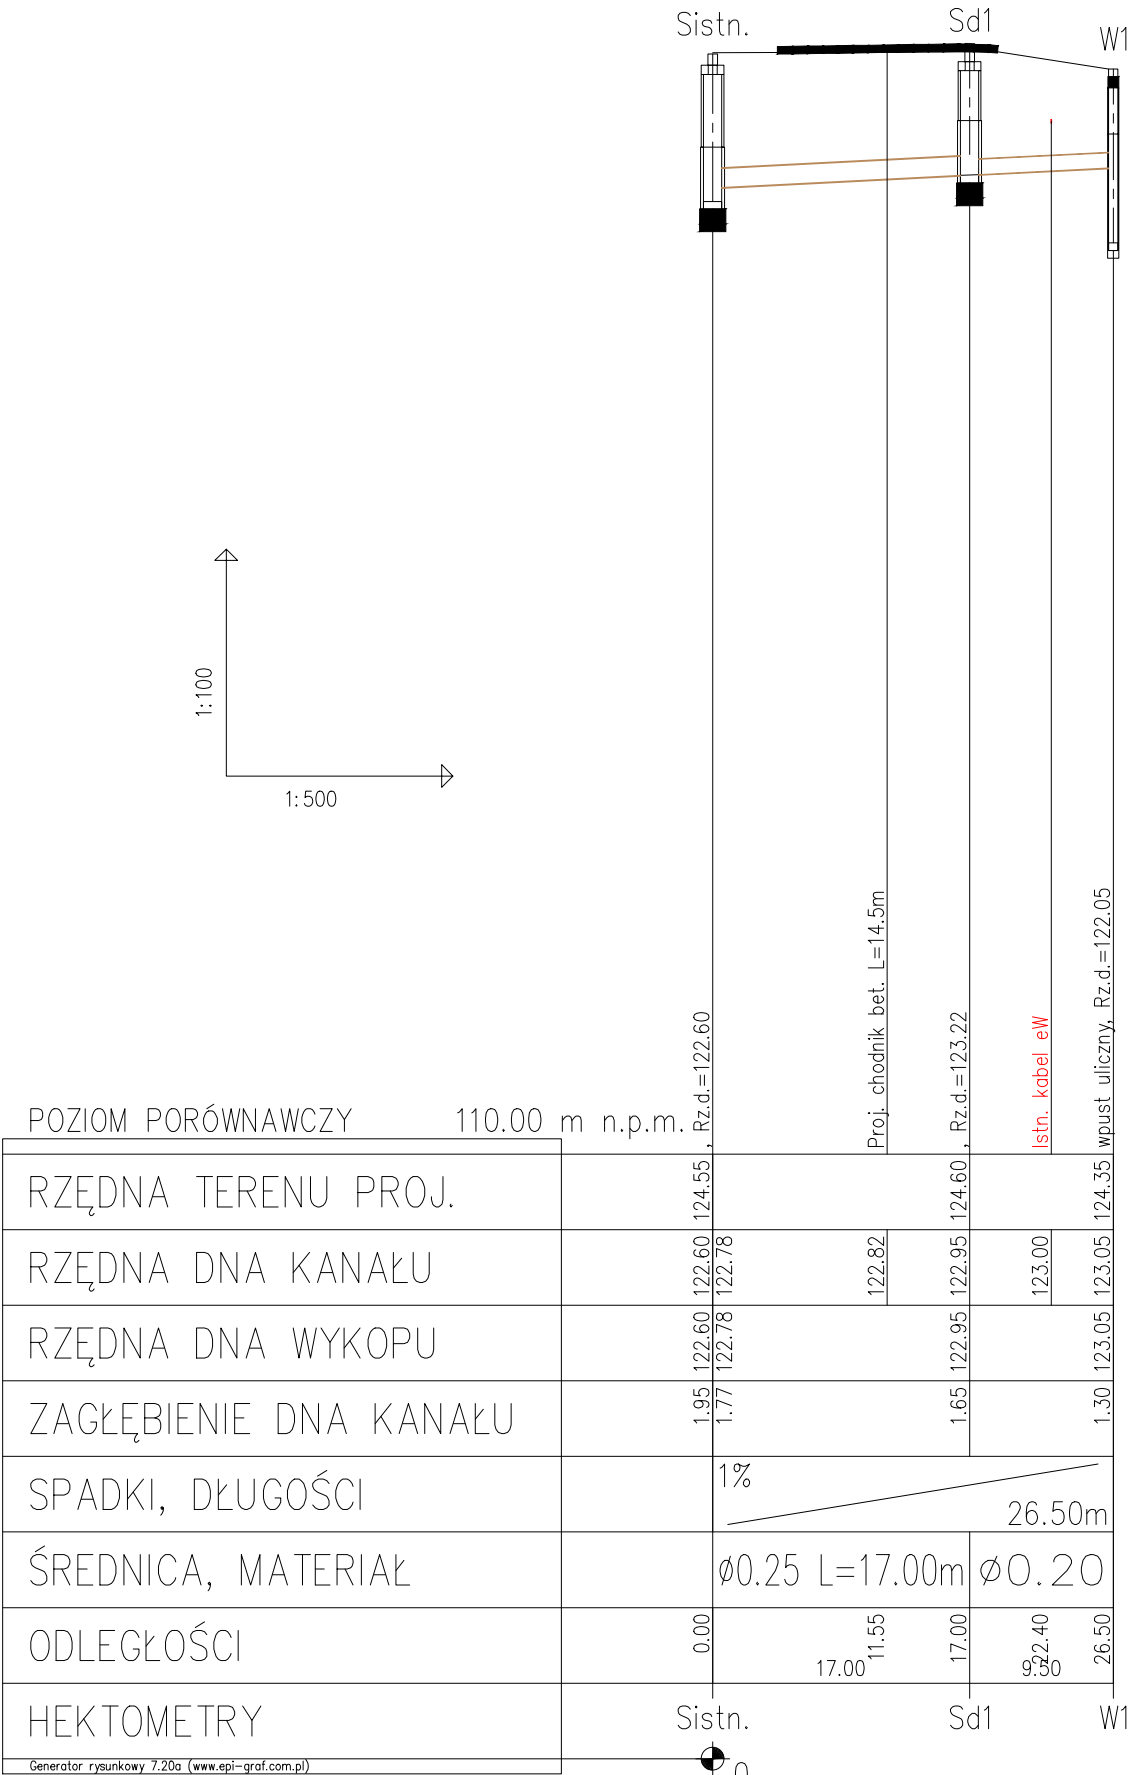 Sistn.
Sd1
W1
1:100
1:500
, Rz.d.=122.60
Proj. chodnik bet. L=14.5m
, Rz.d.=123.22
Istn. kabel eW
wpust uliczny, Rz.d.=122.05
POZIOM PORÓWNAWCZY 110.00 m n.p.m.
RZĘDNA TERENU PROJ. 124.55 124.60 124.35
RZĘDNA DNA KANAŁU 122.60 122.78 122.82 122.95 123.00 123.05
RZĘDNA DNA WYKOPU 122.60 122.78 122.95 123.05
ZAGŁĘBIENIE DNA KANAŁU 1.95 1.77 1.65 1.30
SPADKI, DŁUGOŚCI 1% 26.50m
ŚREDNICA, MATERIAŁ ø0.25 L=17.00m ø0.20
ODLEGŁOŚCI 0.00 11.55 17.00 22.40 26.50
17.00 9.50
HEKTOMETRY Sistn. Sd1 W1
Generator rysunkowy 7.20a (www.epi-graf.com.pl)
0